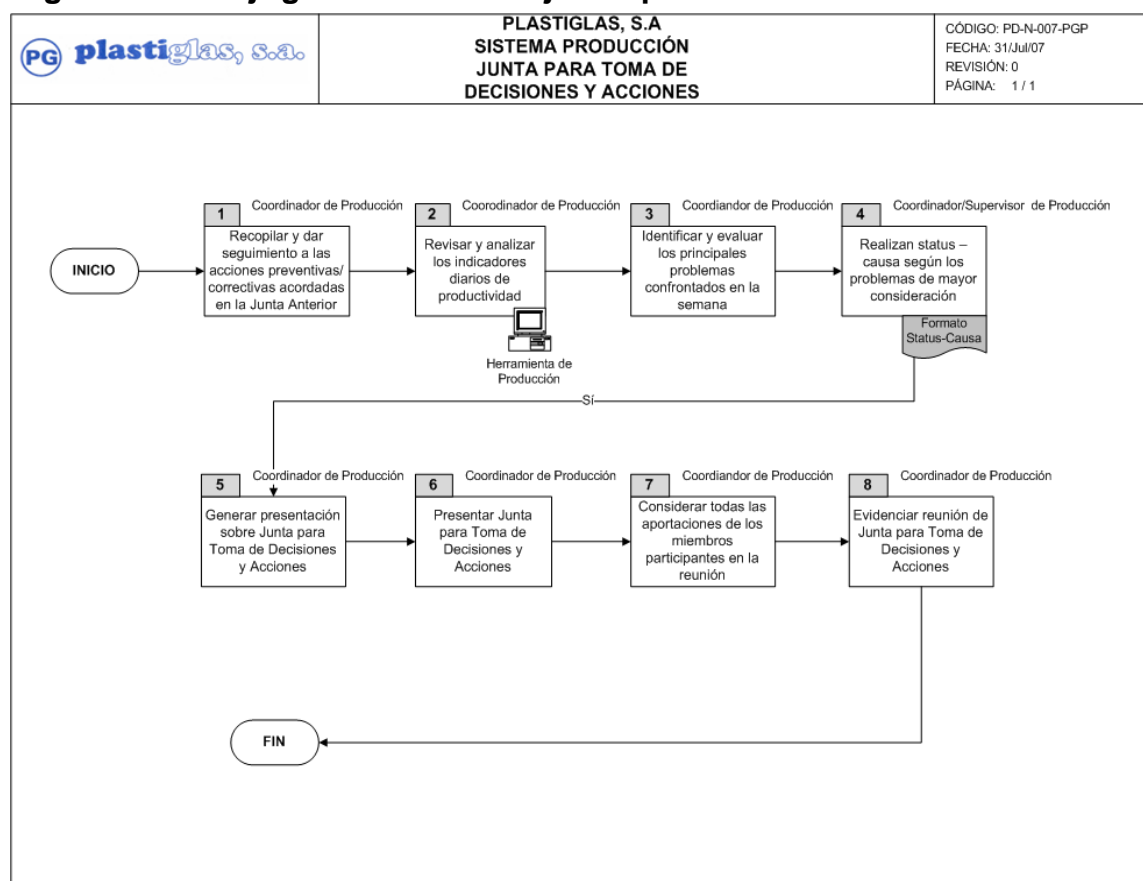 PG plastiglas, s.a.
PLASTIGLAS, S.A
SISTEMA PRODUCCIÓN
JUNTA PARA TOMA DE
DECISIONES Y ACCIONES
CÓDIGO: PD-N-007-PGP
FECHA: 31/Jul/07
REVISIÓN: 0
PÁGINA: 1 / 1
INICIO
1
Coordinador de Producción
Recopilar y dar
seguimiento a las
acciones preventivas/
correctivas acordadas
en la Junta Anterior
2
Coorodinador de Producción
Revisar y analizar
los indicadores
diarios de
productividad
Herramienta de
Producción
3
Coordiandor de Producción
Identificar y evaluar
los principales
problemas
confrontados en la
semana
4
Coordinador/Supervisor de Producción
Realizan status –
causa según los
problemas de mayor
consideración
Formato
Status-Causa
Sí
5
Coordinador de Producción
Generar presentación
sobre Junta para
Toma de Decisiones
y Acciones
6
Coordinador de Producción
Presentar Junta
para Toma de
Decisiones y
Acciones
7
Coordiandor de Producción
Considerar todas las
aportaciones de los
miembros
participantes en la
reunión
8
Coordinador de Producción
Evidenciar reunión de
Junta para Toma de
Decisiones y
Acciones
FIN